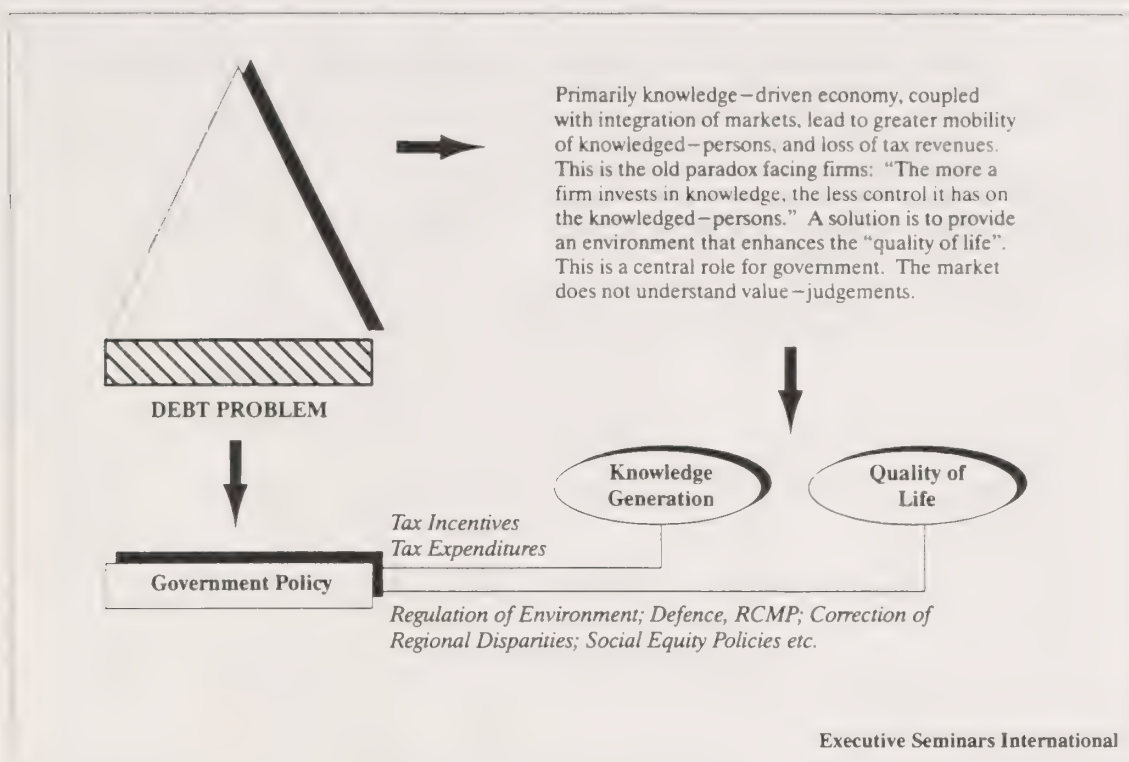 Primarily knowledge–driven economy, coupled
with integration of markets, lead to greater mobility
of knowledged–persons, and loss of tax revenues.
This is the old paradox facing firms: “The more a
firm invests in knowledge, the less control it has on
the knowledged–persons.” A solution is to provide
an environment that enhances the “quality of life”.
This is a central role for government. The market
does not understand value–judgements.
DEBT PROBLEM
Knowledge
Generation
Quality of
Life
Tax Incentives
Tax Expenditures
Government Policy
Regulation of Environment; Defence, RCMP; Correction of
Regional Disparities; Social Equity Policies etc.
Executive Seminars International